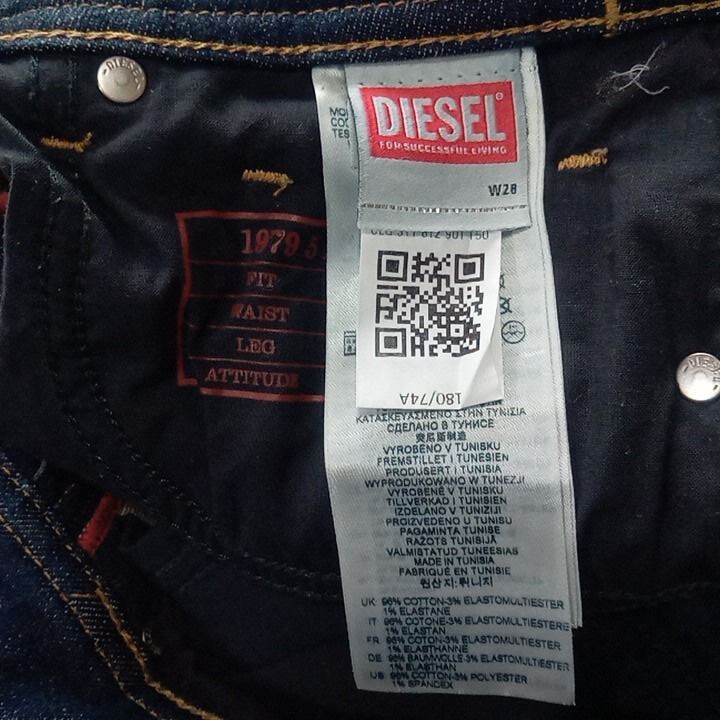 DIESEL
DIESEL®
FOR SUCCESSFUL LIVING
W28
1979
FIT
WAIST
LEG
ATTITUDE
180/74A
ΚΑΤΑΣΚΕΥΑΣΜΕΝΟ ΣΤΗΝ ΤΥΝΙΣΙΑ
СДЕЛАНО В ТУНИСЕ
突尼斯制造
VYROBENO V TUNISKU
FREMSTILLET I TUNESIEN
PRODUSERT I TUNISIA
WYPRODUKOWANO W TUNEZJI
VYROBENÉ V TUNISKU
TILLVERKAD I TUNISIEN
IZDELANO V TUNIZIJI
PROIZVEDENO U TUNISU
PAGAMINTA TUNISE
RAŽOTS TUNISIJĀ
VALMISTATUD TUNEESIAS
MADE IN TUNISIA
FABRIQUÉ EN TUNISIE
원산지: 튀니지
UK 96% COTTON-3% ELASTOMULTIESTER
1% ELASTANE
IT 96% COTONE-3% ELASTOMULTIESTERE
1% ELASTAN
FR 96% COTON-3% ELASTOMULTIESTER
1% ELASTHANNE
DE 96% BAUMWOLLE-3% ELASTOMULTIESTER
1% ELASTHAN
US 96% COTTON-3% POLYESTER
1% SPANDEX
DIESEL